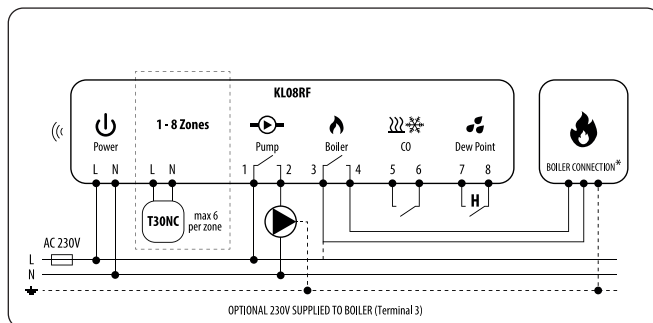 KL08RF
1 - 8 Zones
Power
Pump
Boiler
CO
Dew Point
BOILER CONNECTION*
L N L N 1 2 3 4 5 6 7 8
H
T30NC
max 6
per zone
AC 230V
L
N
OPTIONAL 230V SUPPLIED TO BOILER (Terminal 3)